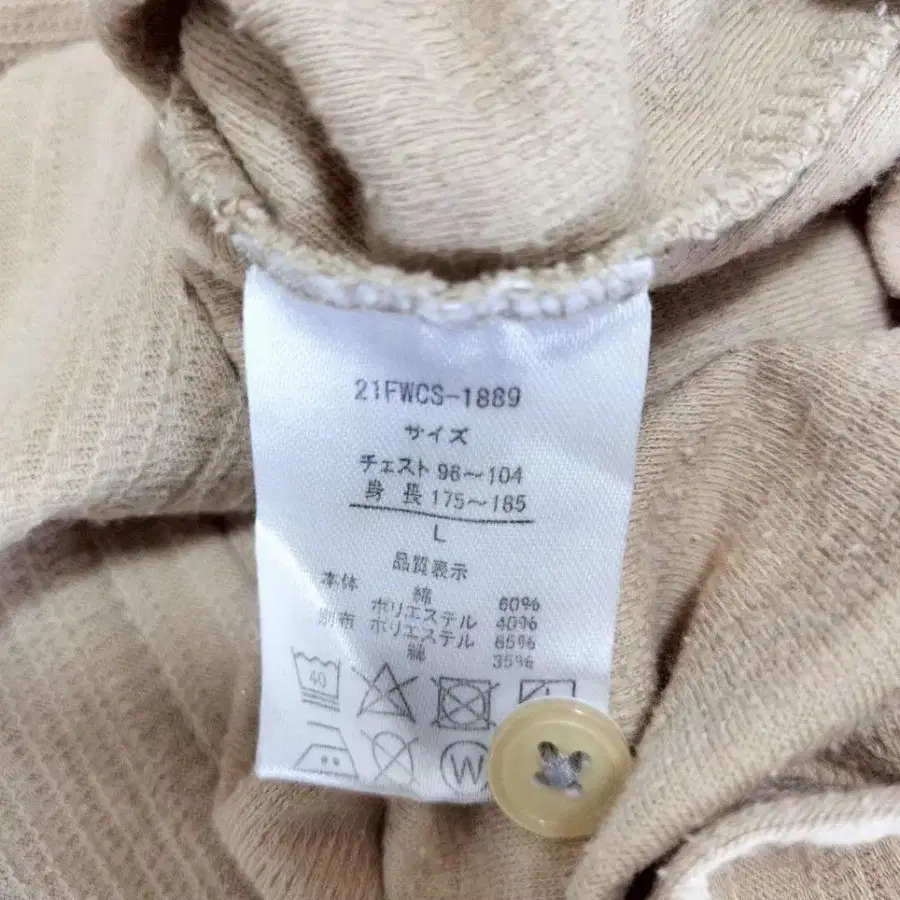 21FWCS-1889
サイズ
チェスト 96～104
身長 175～185
L
品質表示
本体 綿 60%
ポリエステル 40%
別布 ポリエステル 65%
綿 35%
40
W